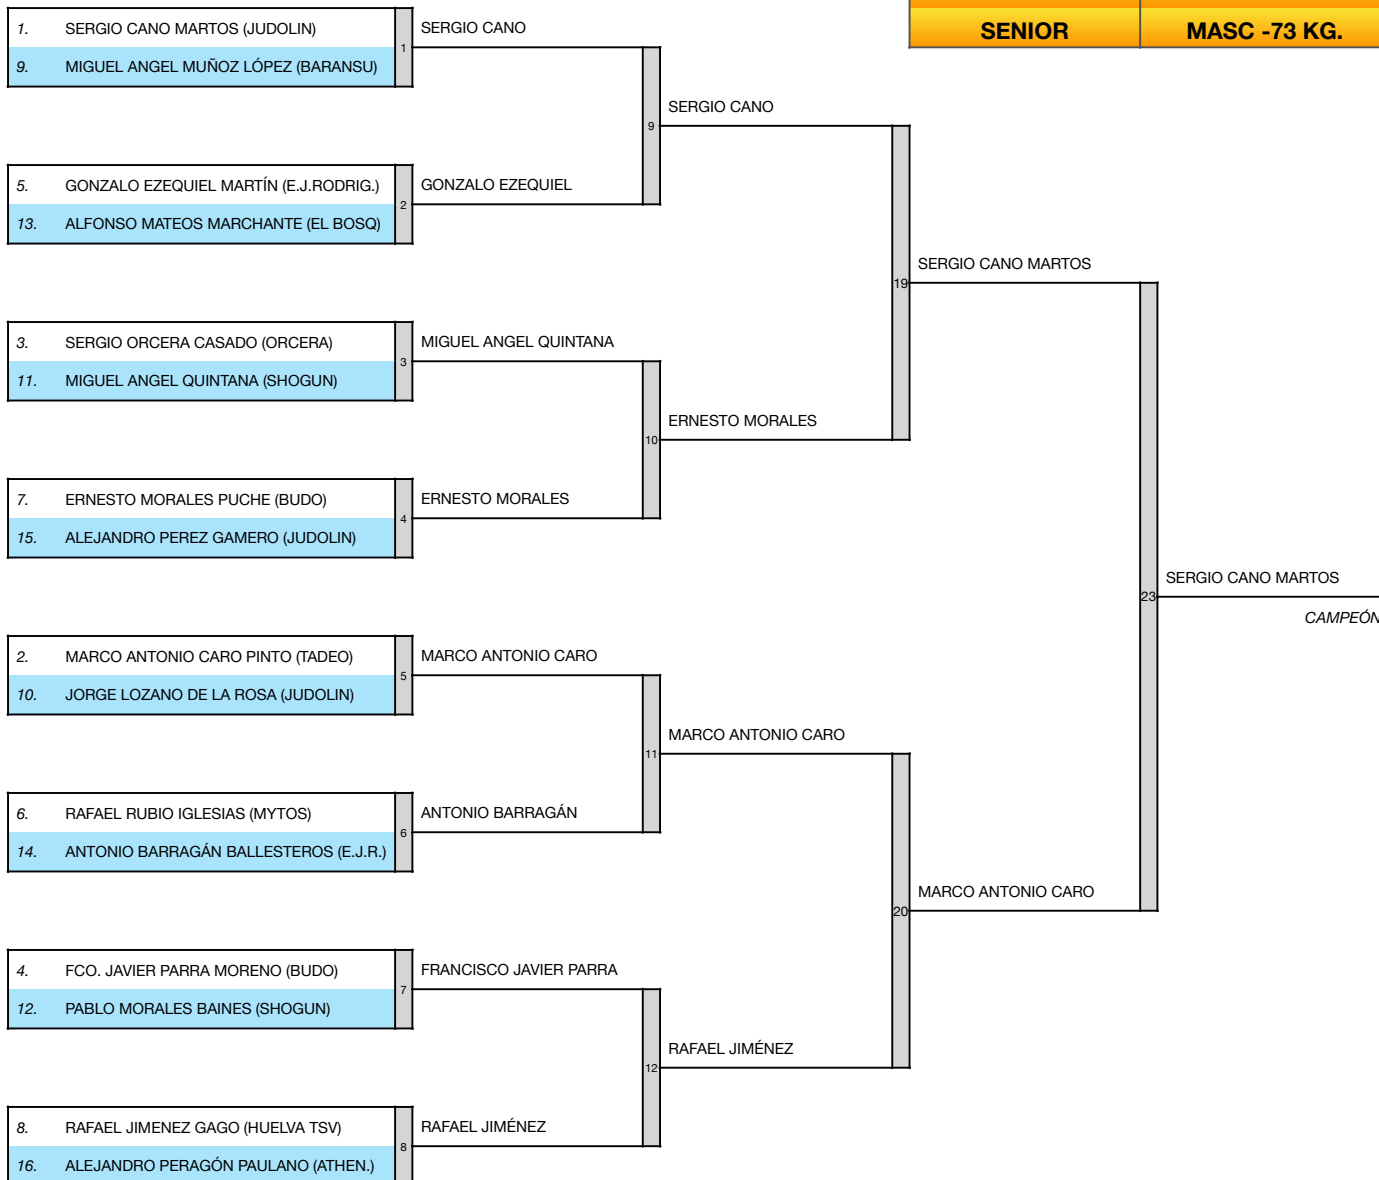 SENIOR MASC -73 KG.
1. SERGIO CANO MARTOS (JUDOLIN)
9. MIGUEL ANGEL MUÑOZ LÓPEZ (BARANSU)
1
SERGIO CANO
5. GONZALO EZEQUIEL MARTÍN (E.J.RODRIG.)
13. ALFONSO MATEOS MARCHANTE (EL BOSQ)
2
GONZALO EZEQUIEL
9
SERGIO CANO
3. SERGIO ORCERA CASADO (ORCERA)
11. MIGUEL ANGEL QUINTANA (SHOGUN)
3
MIGUEL ANGEL QUINTANA
7. ERNESTO MORALES PUCHE (BUDO)
15. ALEJANDRO PEREZ GAMERO (JUDOLIN)
4
ERNESTO MORALES
10
ERNESTO MORALES
19
SERGIO CANO MARTOS
2. MARCO ANTONIO CARO PINTO (TADEO)
10. JORGE LOZANO DE LA ROSA (JUDOLIN)
5
MARCO ANTONIO CARO
6. RAFAEL RUBIO IGLESIAS (MYTOS)
14. ANTONIO BARRAGÁN BALLESTEROS (E.J.R.)
6
ANTONIO BARRAGÁN
11
MARCO ANTONIO CARO
4. FCO. JAVIER PARRA MORENO (BUDO)
12. PABLO MORALES BAINES (SHOGUN)
7
FRANCISCO JAVIER PARRA
8. RAFAEL JIMENEZ GAGO (HUELVA TSV)
16. ALEJANDRO PERAGÓN PAULANO (ATHEN.)
8
RAFAEL JIMÉNEZ
12
RAFAEL JIMÉNEZ
20
MARCO ANTONIO CARO
23
SERGIO CANO MARTOS
CAMPEÓN